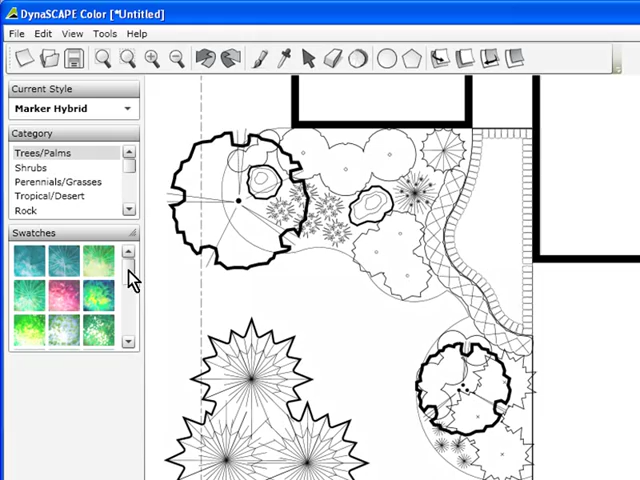 DynaSCAPE Color [*Untitled]
File Edit View Tools Help
Current Style
Marker Hybrid
Category
Trees/Palms
Shrubs
Perennials/Grasses
Tropical/Desert
Rock
Swatches